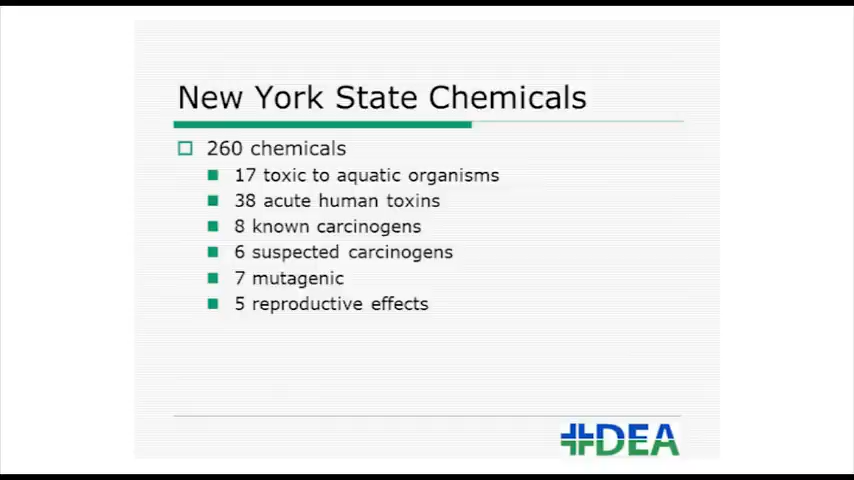 New York State Chemicals
260 chemicals
17 toxic to aquatic organisms
38 acute human toxins
8 known carcinogens
6 suspected carcinogens
7 mutagenic
5 reproductive effects
DEA